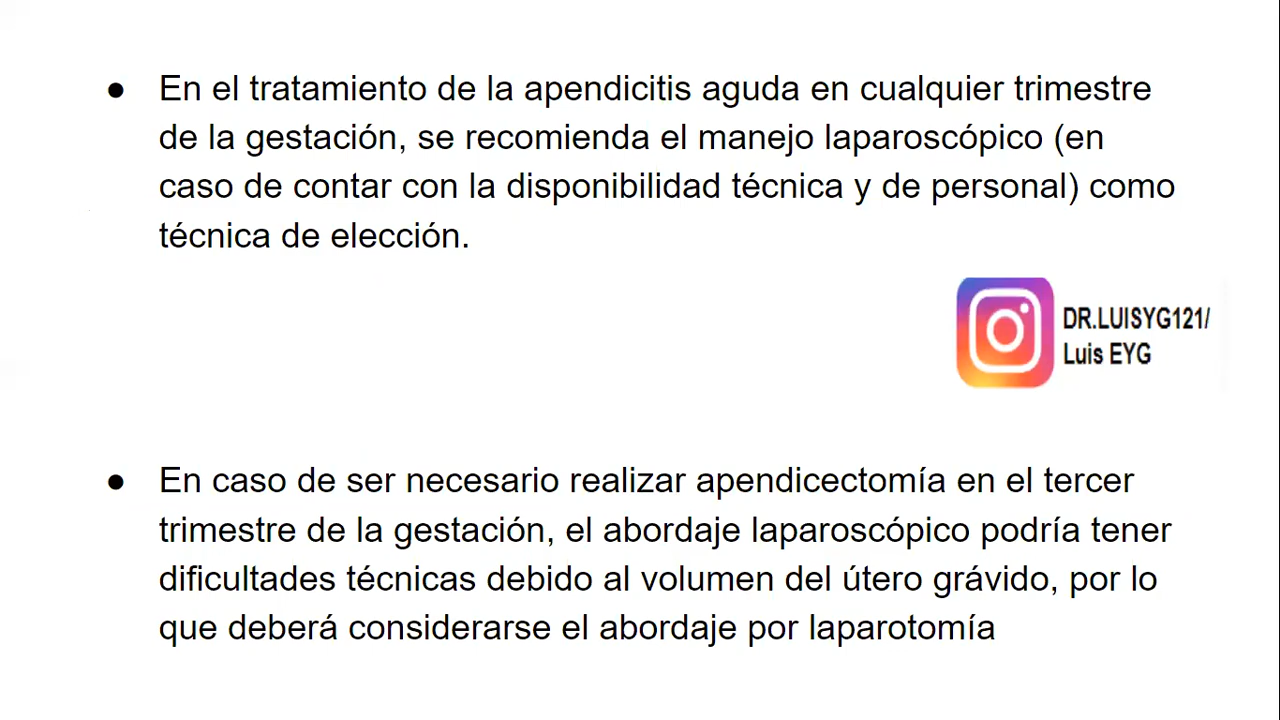 ● En el tratamiento de la apendicitis aguda en cualquier trimestre
de la gestación, se recomienda el manejo laparoscópico (en
caso de contar con la disponibilidad técnica y de personal) como
técnica de elección.
DR.LUISYG121/
Luis EYG
● En caso de ser necesario realizar apendicectomía en el tercer
trimestre de la gestación, el abordaje laparoscópico podría tener
dificultades técnicas debido al volumen del útero grávido, por lo
que deberá considerarse el abordaje por laparotomía